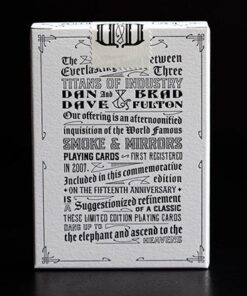 The between
Everlasting Three
TITANS OF INDUSTRY
DAN And BRAD
DAVE & FULTON
Our offering is an afternoonified
inquisition of the World Famous
SMOKE & MIRRORS
PLAYING CARDS FIRST REGISTERED
IN 2007.
Included in this commemorative
edition
ON THE FIFTEENTH ANNIVERSARY
is a Suggestionized refinement
OF A CLASSIC
THESE LIMITED EDITION PLAYING CARDS
BANG UP TO
the elephant and ascend to the
HEAVENS